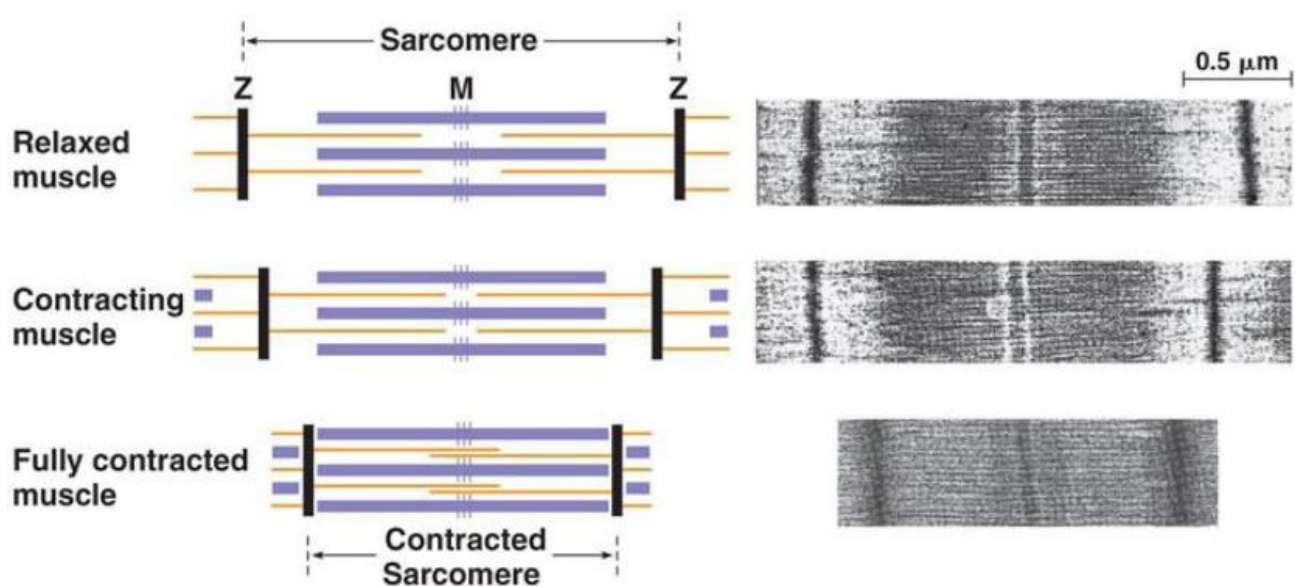 Sarcomere
0.5 μm
Z M Z
Relaxed
muscle
Contracting
muscle
Fully contracted
muscle
Contracted
Sarcomere